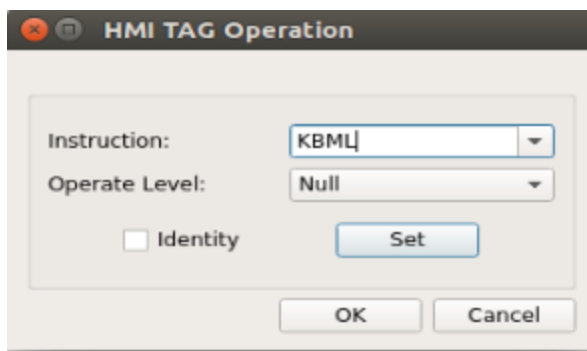 HMI TAG Operation
Instruction: KBML
Operate Level: Null
Identity Set
OK Cancel